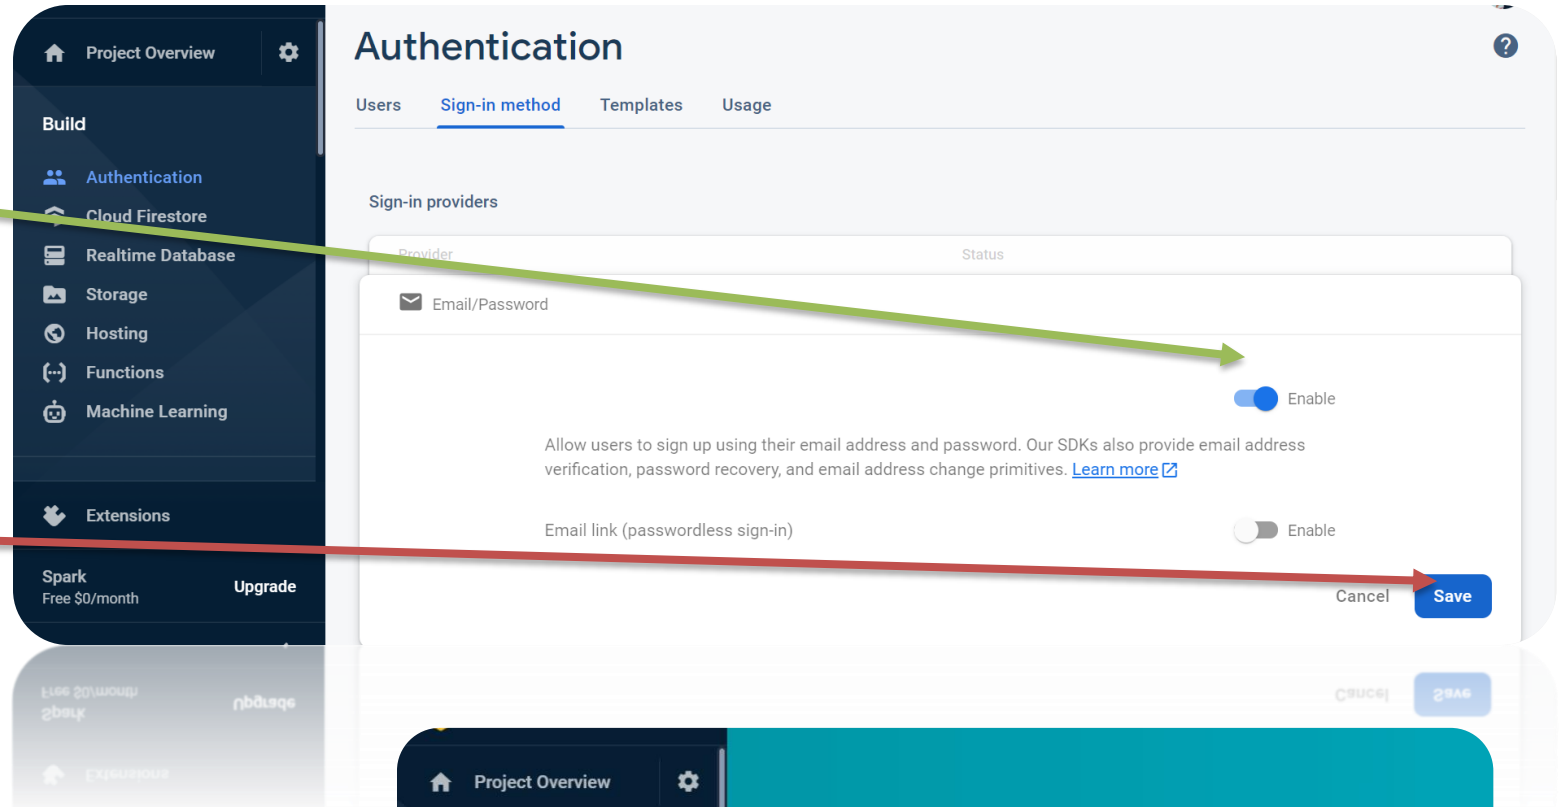 Project Overview
Build
Authentication
Cloud Firestore
Realtime Database
Storage
Hosting
Functions
Machine Learning
Extensions
Spark
Free $0/month
Upgrade
Authentication
Users Sign-in method Templates Usage
Sign-in providers
Provider Status
Email/Password
Enable
Allow users to sign up using their email address and password. Our SDKs also provide email address
verification, password recovery, and email address change primitives. Learn more
Email link (passwordless sign-in) Enable
Cancel Save
Project Overview